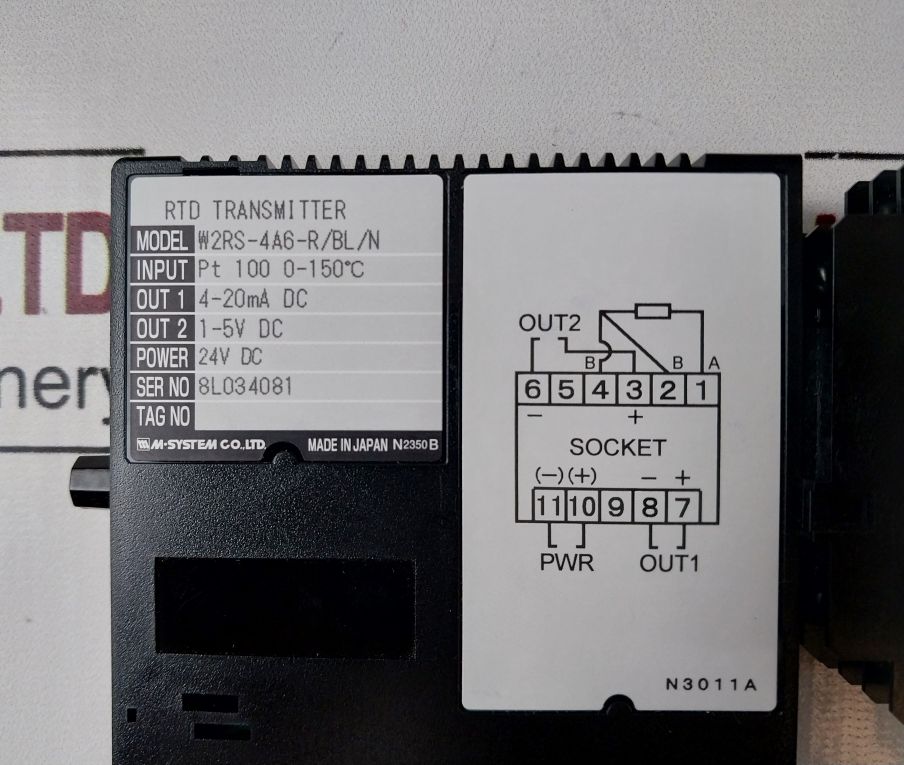 RTD TRANSMITTER
MODEL W2RS-4A6-R/BL/N
INPUT Pt 100 0-150℃
OUT 1 4-20mA DC
OUT 2 1-5V DC
POWER 24V DC
SER NO 8L034081
TAG NO
M-SYSTEM CO.,LTD. MADE IN JAPAN N2350B
OUT2
B B A
6 5 4 3 2 1
− +
SOCKET
(−) (+) − +
11 10 9 8 7
PWR OUT1
N3011A
LTD
nery